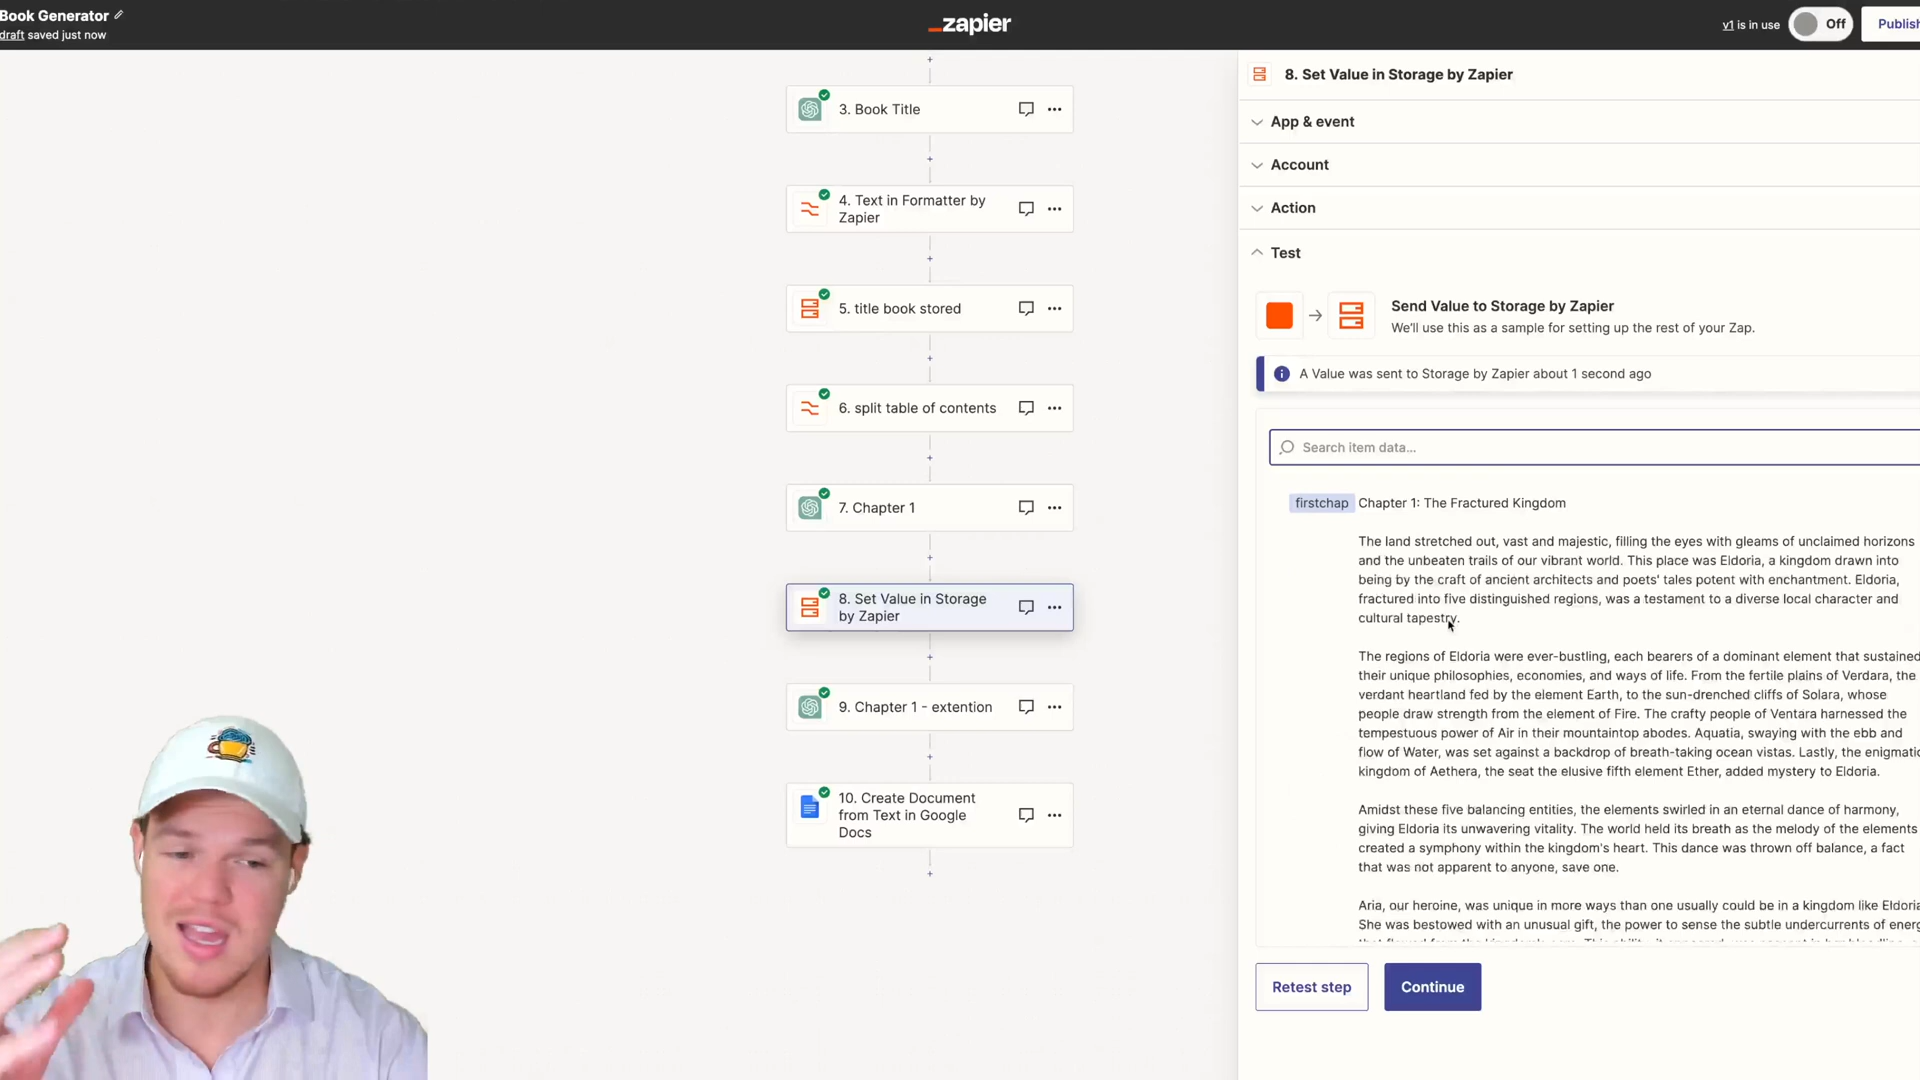 Book Generator
draft saved just now
zapier
v1 is in use
Off
Publish
3. Book Title
4. Text in Formatter by
Zapier
5. title book stored
6. split table of contents
7. Chapter 1
8. Set Value in Storage
by Zapier
9. Chapter 1 - extention
10. Create Document
from Text in Google
Docs
8. Set Value in Storage by Zapier
App & event
Account
Action
Test
Send Value to Storage by Zapier
We'll use this as a sample for setting up the rest of your Zap.
A Value was sent to Storage by Zapier about 1 second ago
Search item data...
firstchap Chapter 1: The Fractured Kingdom
The land stretched out, vast and majestic, filling the eyes with gleams of unclaimed horizons
and the unbeaten trails of our vibrant world. This place was Eldoria, a kingdom drawn into
being by the craft of ancient architects and poets' tales potent with enchantment. Eldoria,
fractured into five distinguished regions, was a testament to a diverse local character and
cultural tapestry.
The regions of Eldoria were ever-bustling, each bearers of a dominant element that sustained
their unique philosophies, economies, and ways of life. From the fertile plains of Verdara, the
verdant heartland fed by the element Earth, to the sun-drenched cliffs of Solara, whose
people draw strength from the element of Fire. The crafty people of Ventara harnessed the
tempestuous power of Air in their mountaintop abodes. Aquatia, swaying with the ebb and
flow of Water, was set against a backdrop of breath-taking ocean vistas. Lastly, the enigmatic
kingdom of Aethera, the seat the elusive fifth element Ether, added mystery to Eldoria.
Amidst these five balancing entities, the elements swirled in an eternal dance of harmony,
giving Eldoria its unwavering vitality. The world held its breath as the melody of the elements
created a symphony within the kingdom's heart. This dance was thrown off balance, a fact
that was not apparent to anyone, save one.
Aria, our heroine, was unique in more ways than one usually could be in a kingdom like Eldoria
She was bestowed with an unusual gift, the power to sense the subtle undercurrents of energ
Retest step
Continue